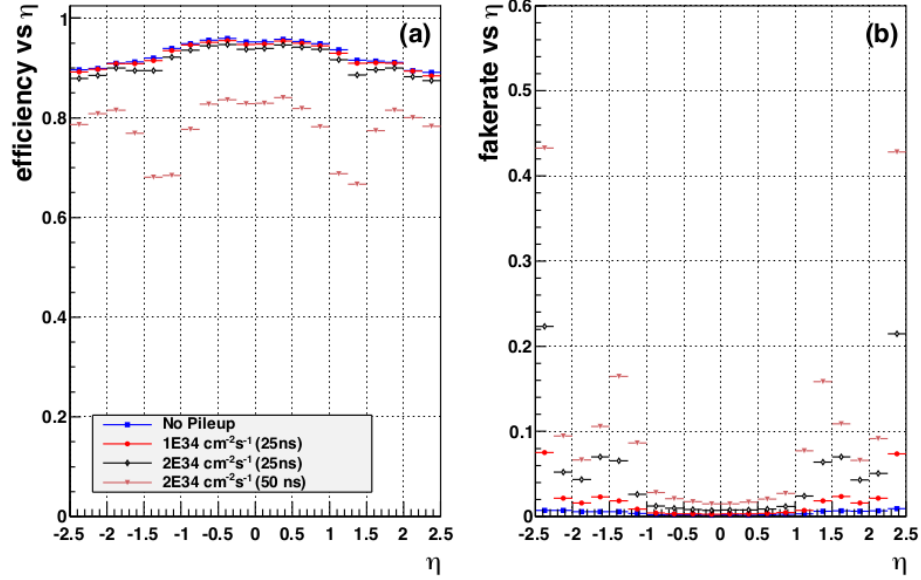 efficiency vs η
1
0.8
0.6
0.4
0.2
0
(a)
No Pileup
1E34 cm⁻²s⁻¹ (25ns)
2E34 cm⁻²s⁻¹ (25ns)
2E34 cm⁻²s⁻¹ (50 ns)
-2.5 -2 -1.5 -1 -0.5 0 0.5 1 1.5 2 2.5
η
fakerate vs η
0.6
0.5
0.4
0.3
0.2
0.1
0
(b)
-2.5 -2 -1.5 -1 -0.5 0 0.5 1 1.5 2 2.5
η